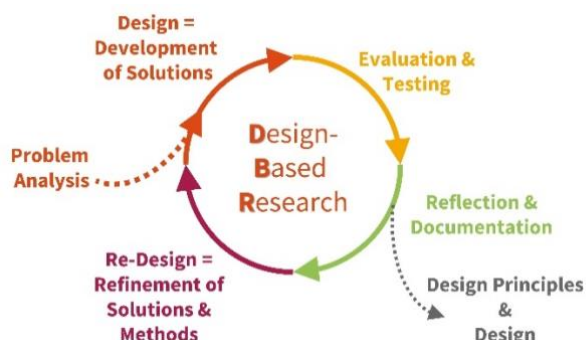 Design =
Development
of Solutions
Evaluation &
Testing
Problem
Analysis
Design-
Based
Research
Reflection &
Documentation
Re-Design =
Refinement of
Solutions &
Methods
Design Principles
&
Design